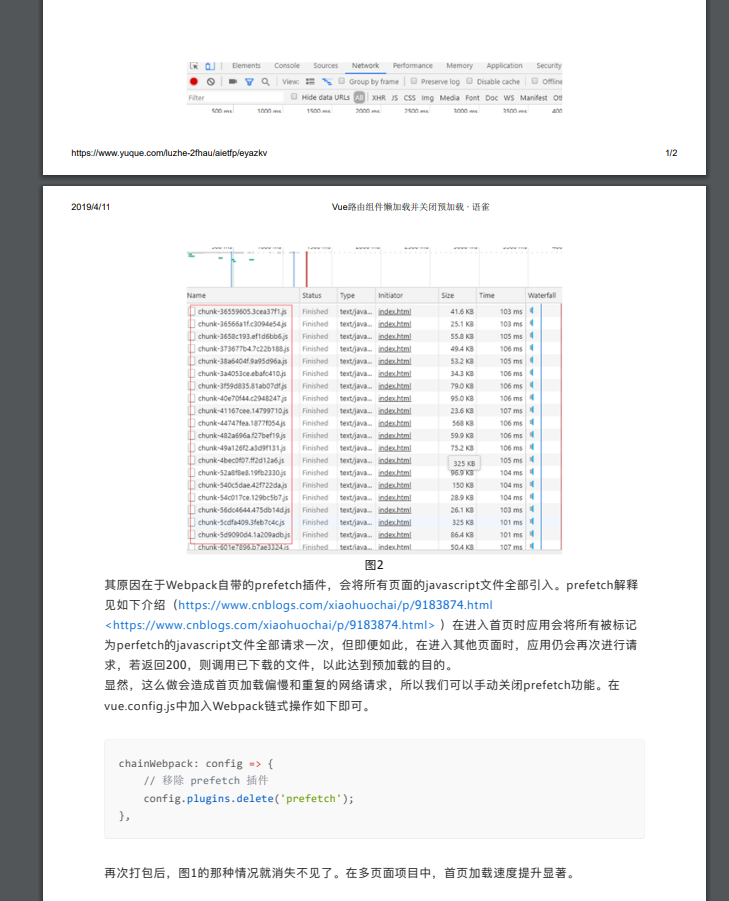 Elements Console Sources Network Performance Memory Application Security
View: Group by frame Preserve log Disable cache Offline
Filter Hide data URLs All XHR JS CSS Img Media Font Doc WS Manifest Ot
500 ms 1000 ms 1500 ms 2000 ms 2500 ms 3000 ms 3500 ms 400
https://www.yuque.com/luzhe-2fhau/aietfp/eyazkv 1/2
2019/4/11 Vue路由组件懒加载并关闭预加载 · 语雀
Name Status Type Initiator Size Time Waterfall
chunk-36559605.3cea37f1.js Finished text/java... index.html 41.6 KB 103 ms
chunk-36566a1f.c3094e54.js Finished text/java... index.html 25.1 KB 103 ms
chunk-3658c193.ef1d6bb6.js Finished text/java... index.html 55.8 KB 105 ms
chunk-373677b4.7c22b188.js Finished text/java... index.html 49.4 KB 106 ms
chunk-38a6404f.9a95d96a.js Finished text/java... index.html 53.2 KB 105 ms
chunk-3a4053ce.ebafc410.js Finished text/java... index.html 34.3 KB 106 ms
chunk-3f59d835.81ab07df.js Finished text/java... index.html 79.0 KB 106 ms
chunk-40e70f44.c2948247.js Finished text/java... index.html 95.0 KB 106 ms
chunk-41167cee.14799710.js Finished text/java... index.html 23.6 KB 107 ms
chunk-44747fea.1877f054.js Finished text/java... index.html 568 KB 106 ms
chunk-482a696a.f27bef19.js Finished text/java... index.html 59.9 KB 106 ms
chunk-49a126f2.a3d9f131.js Finished text/java... index.html 75.2 KB 106 ms
chunk-4bec0f07.ff2d12a6.js Finished text/java... index.html 325 KB 105 ms
chunk-52a8f8e8.19fb2330.js Finished text/java... index.html 96.9 KB 104 ms
chunk-540c5dae.42f722da.js Finished text/java... index.html 150 KB 104 ms
chunk-54c017ce.129bc5b7.js Finished text/java... index.html 28.9 KB 104 ms
chunk-56dc4644.475db14d.js Finished text/java... index.html 26.1 KB 103 ms
chunk-5cdfa409.3feb7c4c.js Finished text/java... index.html 325 KB 101 ms
chunk-5d9090d4.1a209adb.js Finished text/java... index.html 86.4 KB 101 ms
chunk-601e7896.b7ae3324.js Finished text/java... index.html 50.4 KB 107 ms
图2
其原因在于Webpack自带的prefetch插件，会将所有页面的javascript文件全部引入。prefetch解释
见如下介绍（https://www.cnblogs.com/xiaohuochai/p/9183874.html
<https://www.cnblogs.com/xiaohuochai/p/9183874.html> ）在进入首页时应用会将所有被标记
为perfetch的javascript文件全部请求一次，但即便如此，在进入其他页面时，应用仍会再次进行请
求，若返回200，则调用已下载的文件，以此达到预加载的目的。
显然，这么做会造成首页加载偏慢和重复的网络请求，所以我们可以手动关闭prefetch功能。在
vue.config.js中加入Webpack链式操作如下即可。
chainWebpack: config => {
// 移除 prefetch 插件
config.plugins.delete('prefetch');
},
再次打包后，图1的那种情况就消失不见了。在多页面项目中，首页加载速度提升显著。